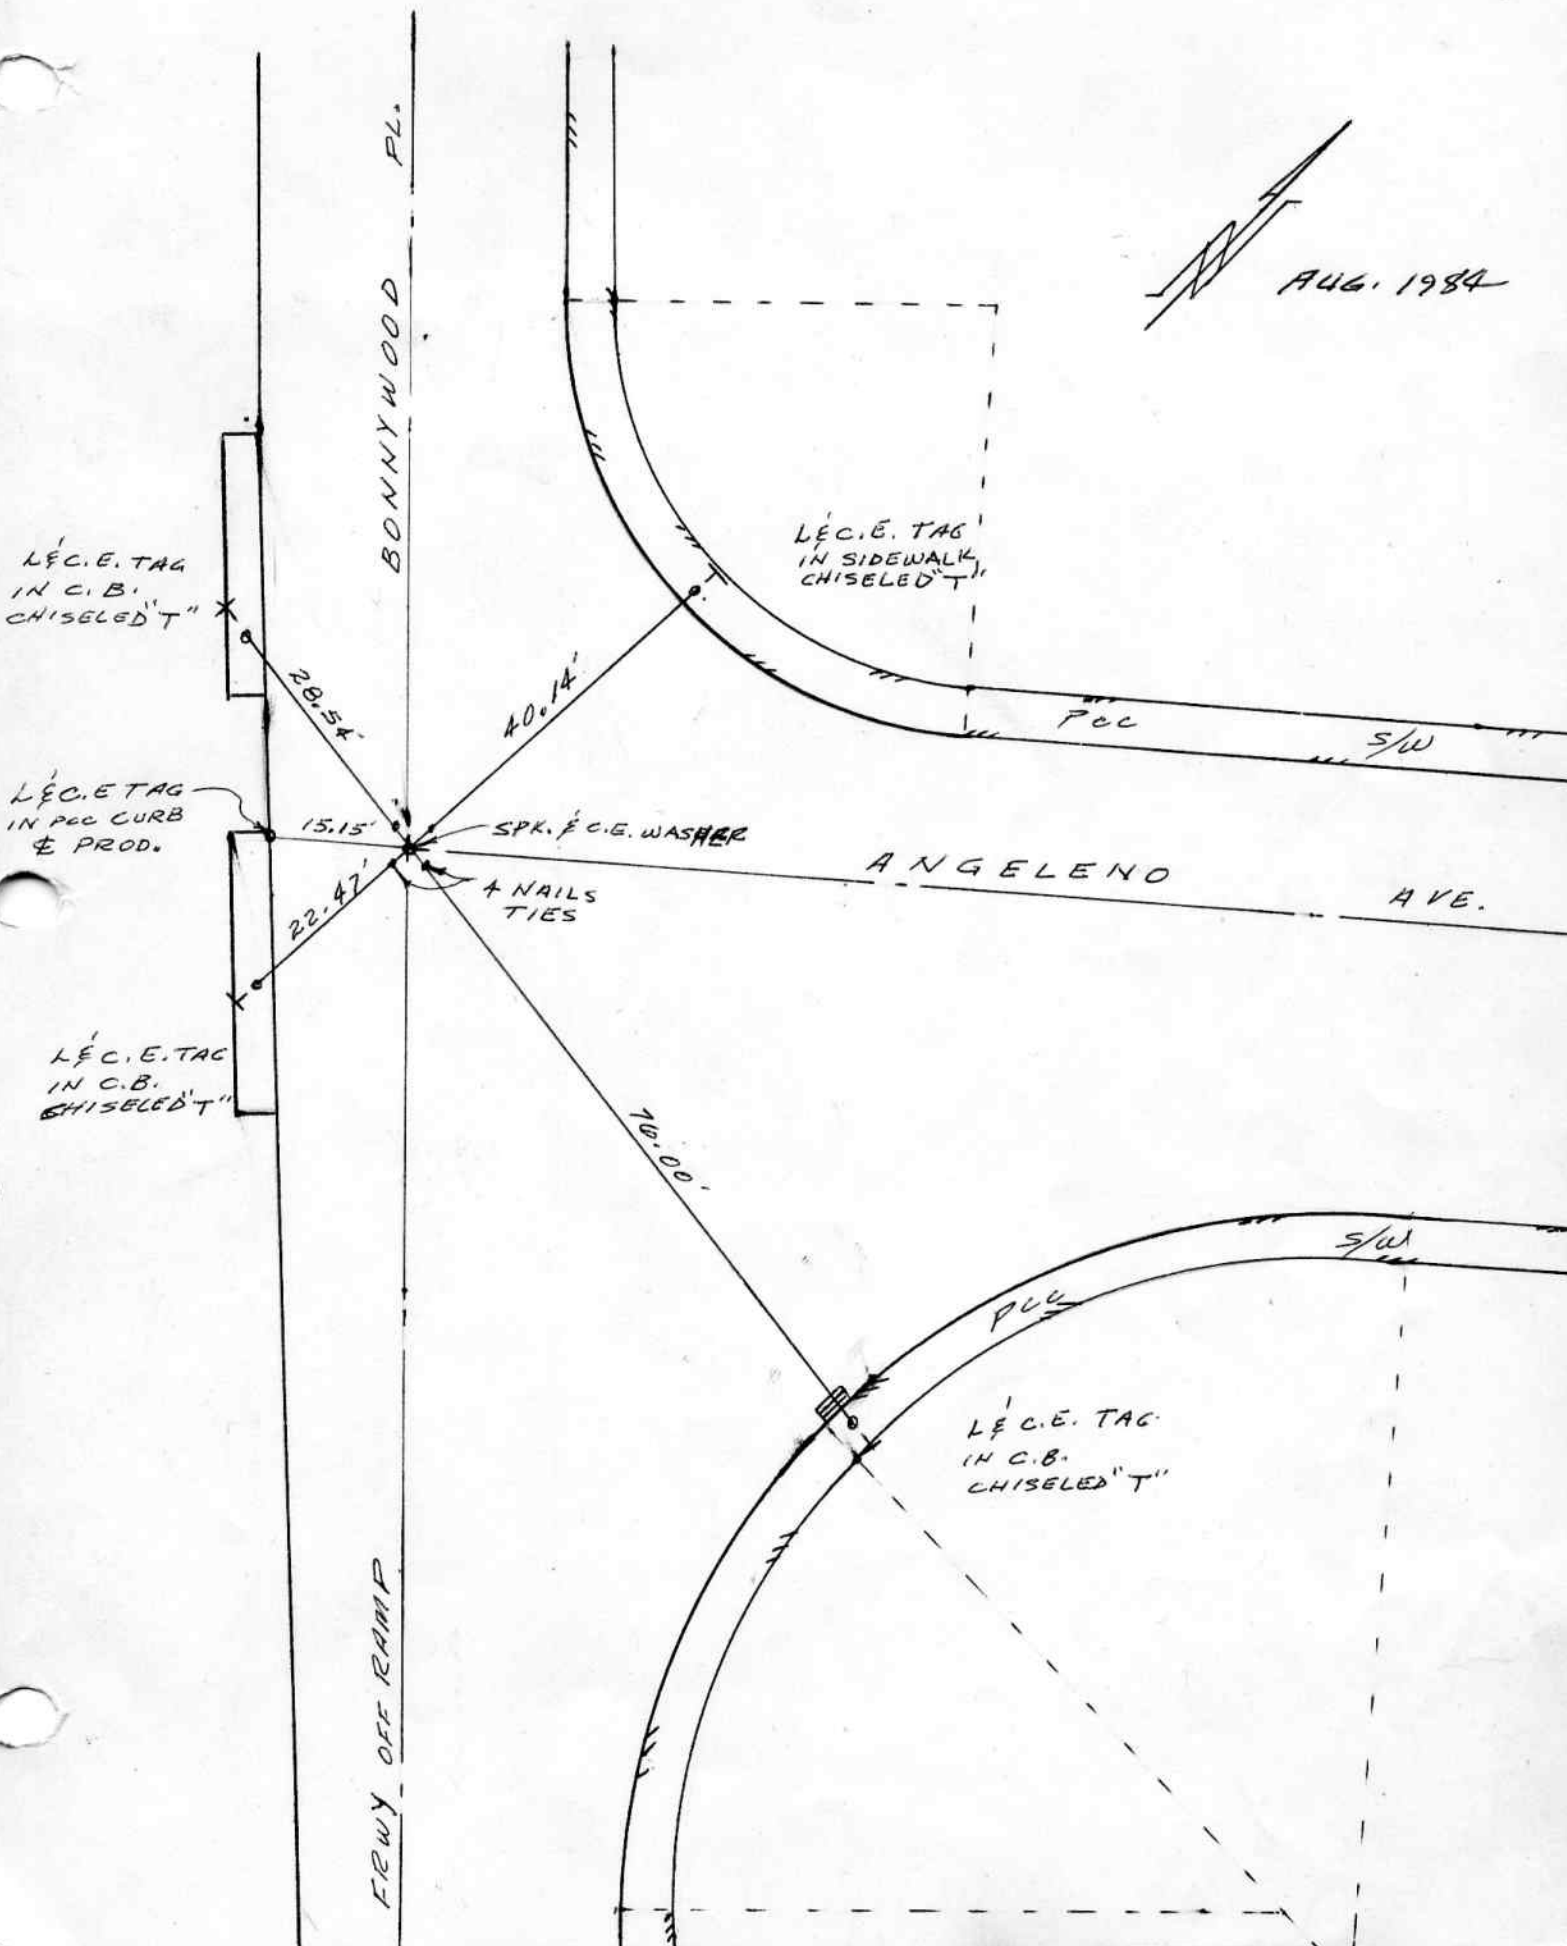 BONNYWOOD PL.
AUG. 1984
L&C.E. TAG
IN C.B.
CHISELED "T"
L&C.E. TAG
IN SIDEWALK,
CHISELED "T"
28.54'
40.14'
PCC
S/W
L&C.E TAG
IN PCC CURB
℄ PROD.
15.15'
SPK. & C.E. WASHER
ANGELENO AVE.
22.47'
4 NAILS
TIES
L&C.E. TAG
IN C.B.
CHISELED "T"
76.00'
S/W
PCC
L&C.E. TAG
IN C.B.
CHISELED "T"
FRWY OFF RAMP